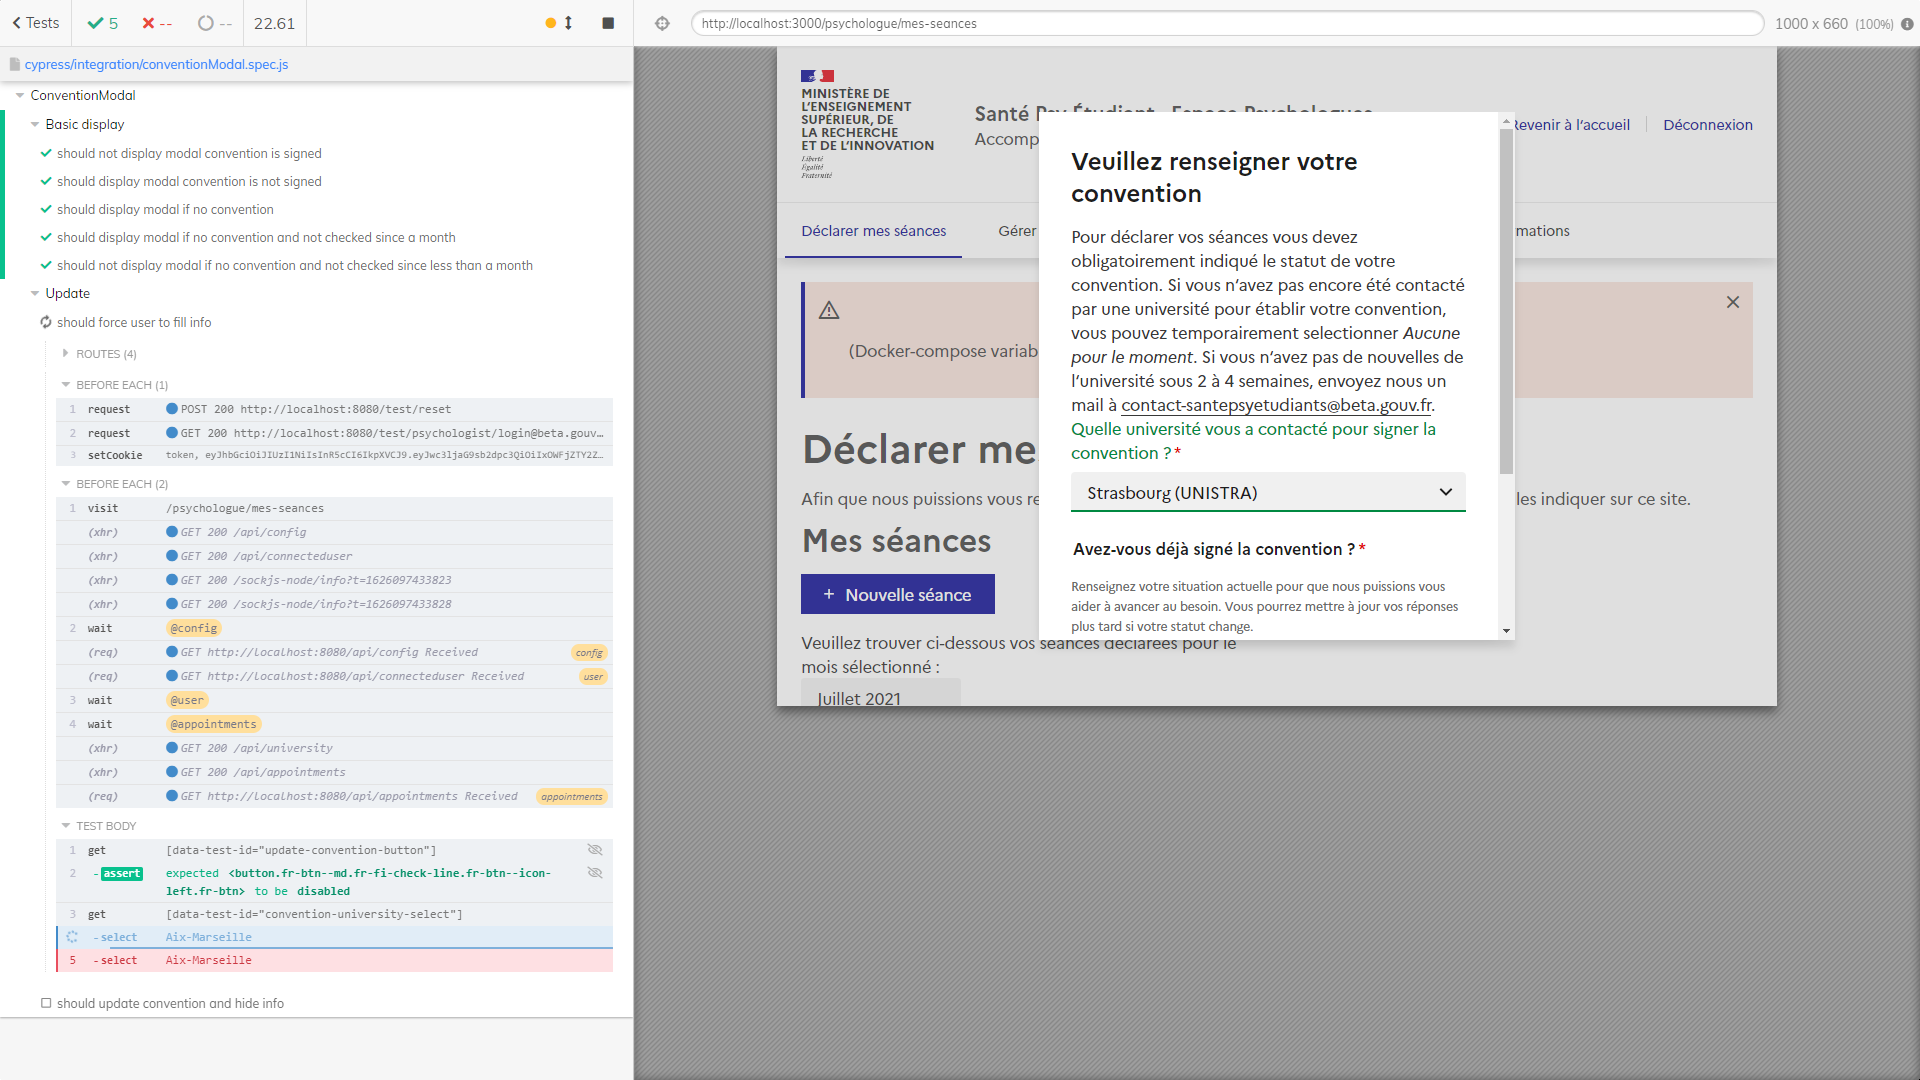 Tests
5
--
--
22.61
http://localhost:3000/psychologue/mes-seances
1000 x 660 (100%)
cypress/integration/conventionModal.spec.js
ConventionModal
Basic display
should not display modal convention is signed
should display modal convention is not signed
should display modal if no convention
should display modal if no convention and not checked since a month
should not display modal if no convention and not checked since less than a month
Update
should force user to fill info
ROUTES (4)
BEFORE EACH (1)
1 request POST 200 http://localhost:8080/test/reset
2 request GET 200 http://localhost:8080/test/psychologist/login@beta.gouv…
3 setCookie token, eyJhbGciOiJIUzI1NiIsInR5cCI6IkpXVCJ9.eyJwc3ljaG9sb2dpc3QiOiIxOWFjZTY2Z…
BEFORE EACH (2)
1 visit /psychologue/mes-seances
(xhr) GET 200 /api/config
(xhr) GET 200 /api/connecteduser
(xhr) GET 200 /sockjs-node/info?t=1626097433823
(xhr) GET 200 /sockjs-node/info?t=1626097433828
2 wait @config
(req) GET http://localhost:8080/api/config Received config
(req) GET http://localhost:8080/api/connecteduser Received user
3 wait @user
4 wait @appointments
(xhr) GET 200 /api/university
(xhr) GET 200 /api/appointments
(req) GET http://localhost:8080/api/appointments Received appointments
TEST BODY
1 get [data-test-id="update-convention-button"]
2 -assert expected <button.fr-btn--md.fr-fi-check-line.fr-btn--icon-
left.fr-btn> to be disabled
3 get [data-test-id="convention-university-select"]
-select Aix-Marseille
5 -select Aix-Marseille
should update convention and hide info
MINISTÈRE DE
L'ENSEIGNEMENT
SUPÉRIEUR, DE
LA RECHERCHE
ET DE L'INNOVATION
Liberté
Égalité
Fraternité
Santé Psy Étudiant - Espace Psychologues
Accomp
Revenir à l'accueil
Déconnexion
Déclarer mes séances
Gérer
mations
(Docker-compose variab
Déclarer me
Afin que nous puissions vous re
les indiquer sur ce site.
Mes séances
+ Nouvelle séance
Veuillez trouver ci-dessous vos séances déclarées pour le
mois sélectionné :
Juillet 2021
Veuillez renseigner votre
convention
Pour déclarer vos séances vous devez
obligatoirement indiqué le statut de votre
convention. Si vous n'avez pas encore été contacté
par une université pour établir votre convention,
vous pouvez temporairement selectionner Aucune
pour le moment. Si vous n'avez pas de nouvelles de
l'université sous 2 à 4 semaines, envoyez nous un
mail à contact-santepsyetudiants@beta.gouv.fr.
Quelle université vous a contacté pour signer la
convention ? *
Strasbourg (UNISTRA)
Avez-vous déjà signé la convention ? *
Renseignez votre situation actuelle pour que nous puissions vous
aider à avancer au besoin. Vous pourrez mettre à jour vos réponses
plus tard si votre statut change.